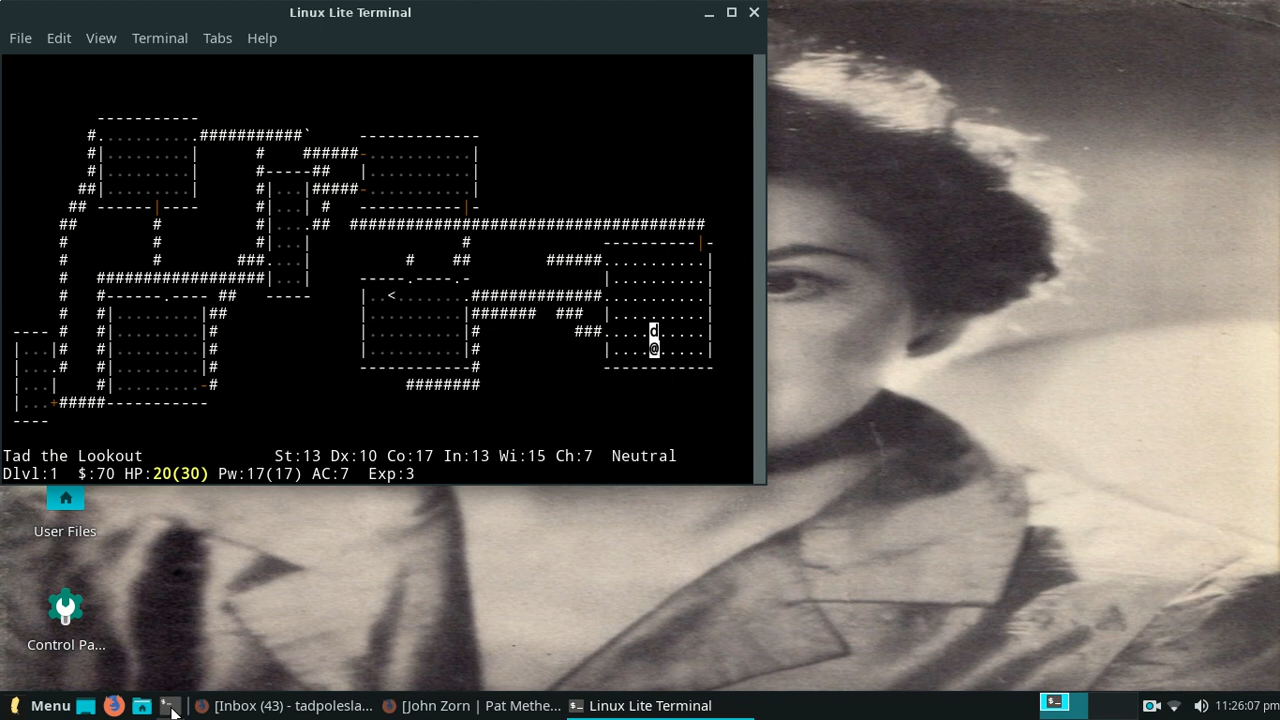 Linux Lite Terminal
File Edit View Terminal Tabs Help
-----------
#...........###########` -------------
#|..........| # ######-............|
#|..........| #-----## |............|
##|..........| #|...|#####-............|
## ------|---- #|...| # -----------|-
## # #|....## #######################################
# # #|...| # ----------|-
# # ###....| # ## ######...........|
# ##################|...| -----.----.- |..........|
# #------.---- ## ----- |..<.......###############...........|
# #|..........|## |..........|####### ### |..........|
---- # #|..........|# |..........|# ###.....d.....|
|...|# #|..........|# |..........|# |....@.....|
|....# #|..........|# ------------# ------------
|...| #|..........-# ########
|...+#####-----------
----
Tad the Lookout St:13 Dx:10 Co:17 In:13 Wi:15 Ch:7 Neutral
Dlvl:1 $:70 HP:20(30) Pw:17(17) AC:7 Exp:3
User Files
Control Pa...
Menu [Inbox (43) - tadpolesla... [John Zorn | Pat Methe... Linux Lite Terminal 11:26:07 pm